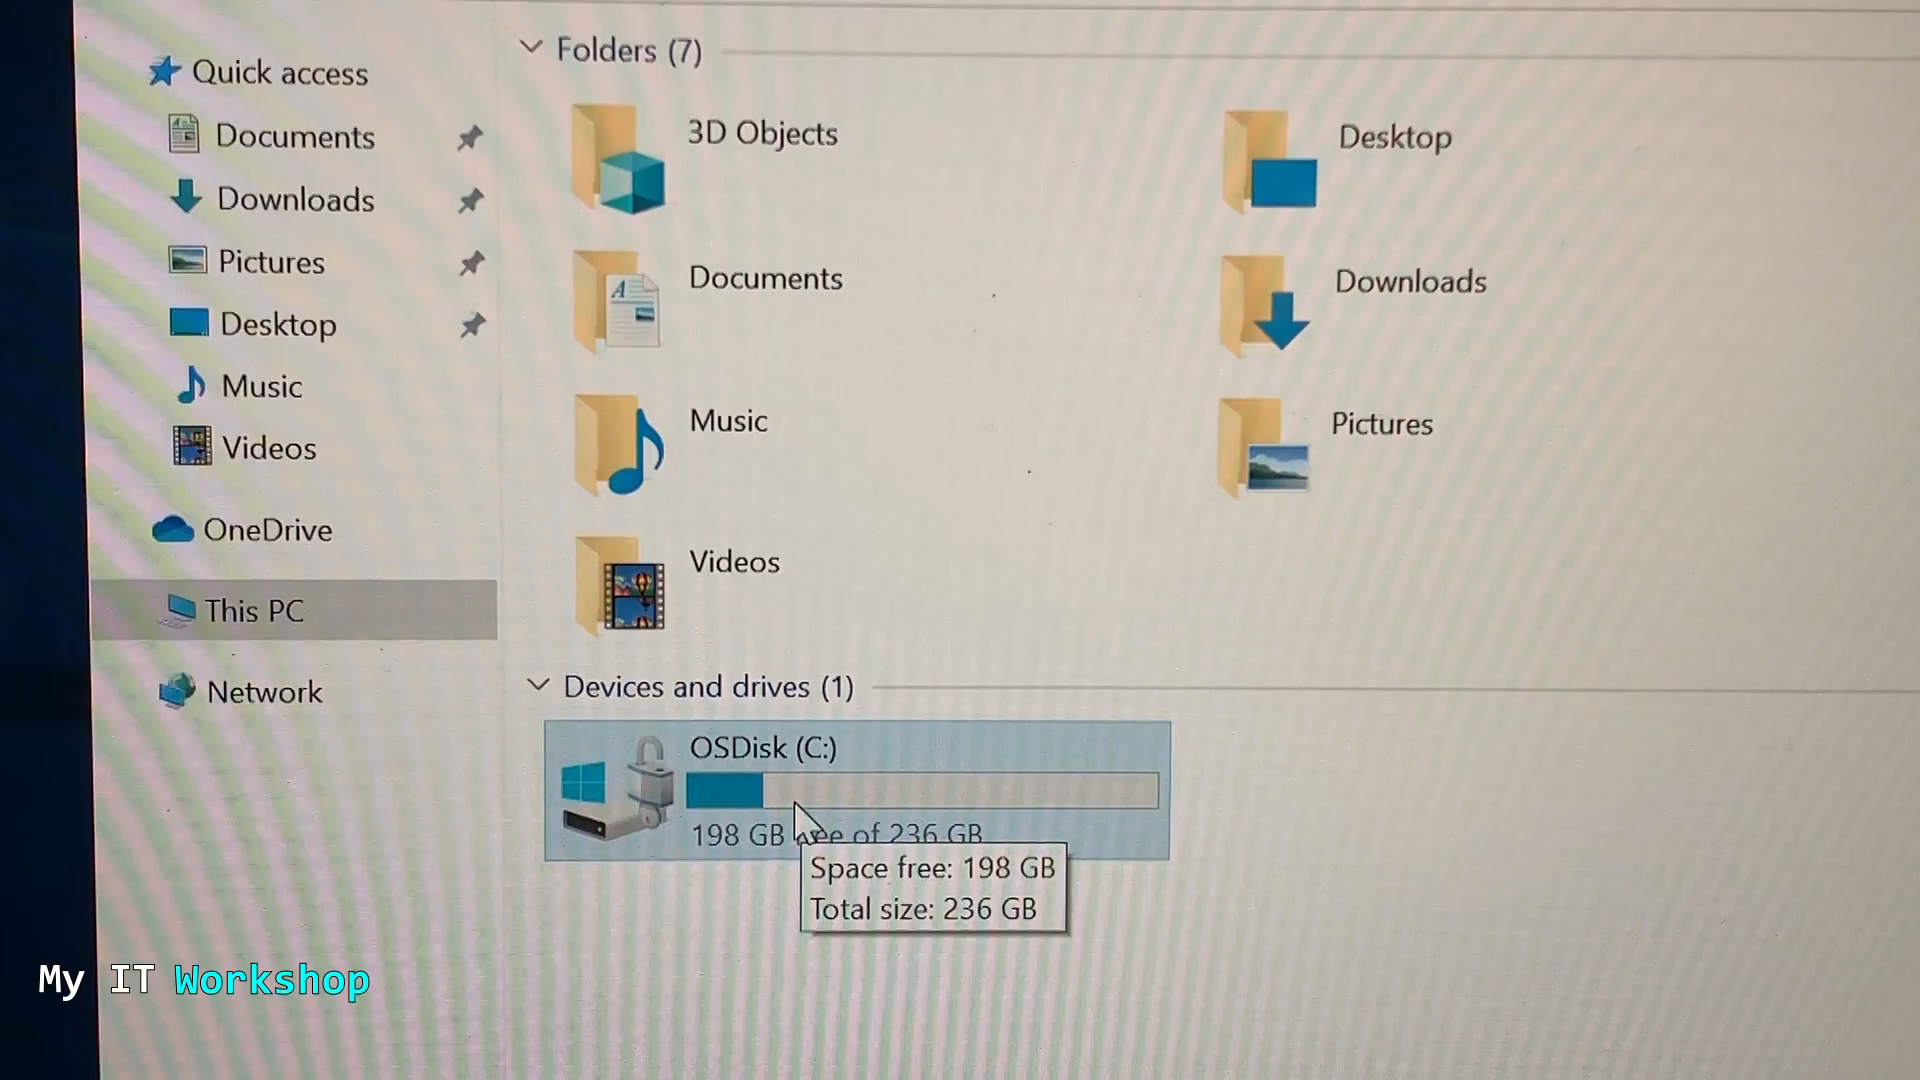 Quick access
Documents
Downloads
Pictures
Desktop
Music
Videos
OneDrive
This PC
Network
Folders (7)
3D Objects
Desktop
Documents
Downloads
Music
Pictures
Videos
Devices and drives (1)
OSDisk (C:)
198 GB free of 236 GB
Space free: 198 GB
Total size: 236 GB
My IT Workshop